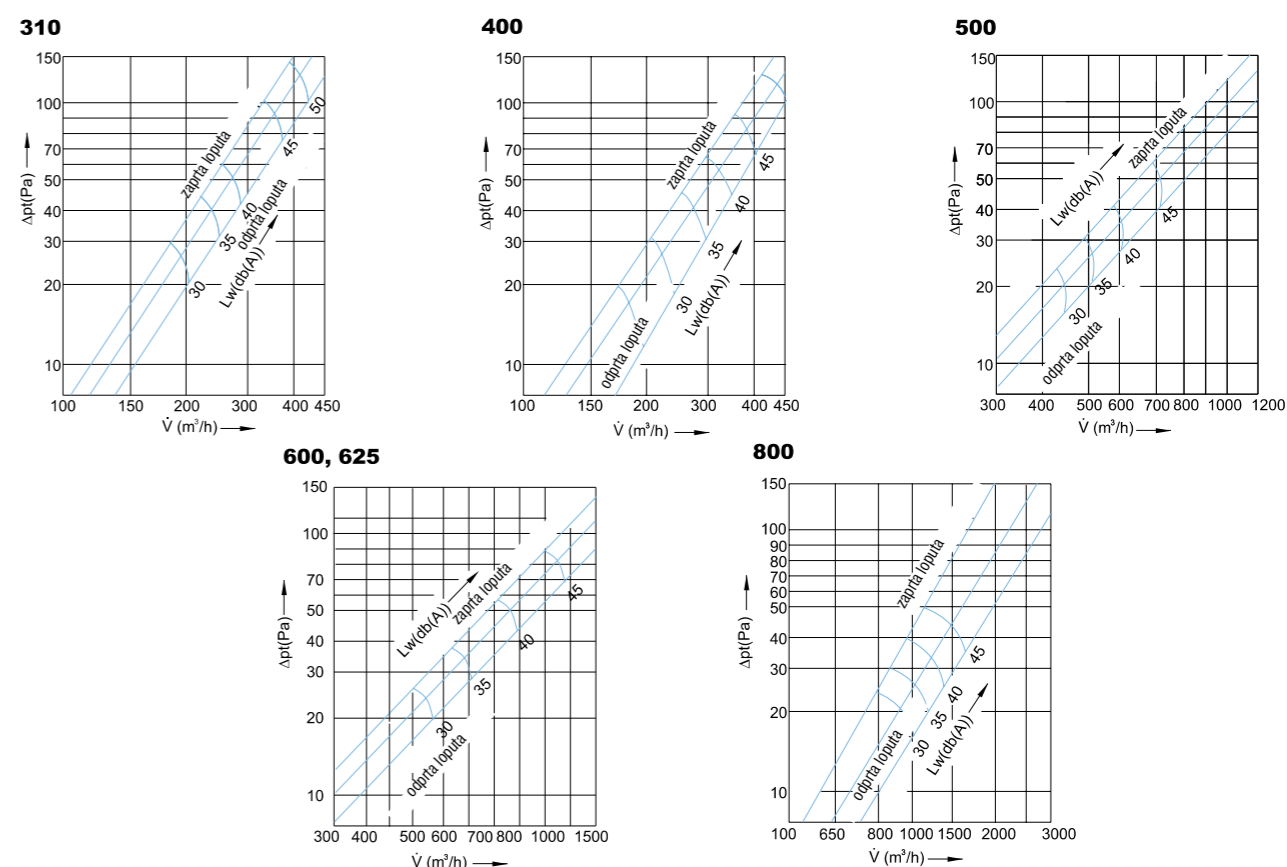 310
150
100
70
50
40
30
20
10
Δpt(Pa)
zaprta loputa
odprta loputa
Lw(db(A))
30
35
40
45
50
100 150 200 300 400 450
V̇ (m³/h)
400
150
100
70
50
40
30
20
10
Δpt(Pa)
zaprta loputa
odprta loputa
Lw(db(A))
30
35
40
45
100 150 200 300 400 450
V̇ (m³/h)
500
150
100
70
50
40
30
20
10
Δpt(Pa)
Lw(db(A))
zaprta loputa
odprta loputa
30
35
40
45
300 400 500 600 700 800 1000 1200
V̇ (m³/h)
600, 625
150
100
70
50
40
30
20
10
Δpt(Pa)
Lw(db(A))
zaprta loputa
odprta loputa
30
35
40
45
300 400 500 600 700 800 1000 1500
V̇ (m³/h)
800
150
100
90
80
70
60
50
40
30
20
10
Δpt(Pa)
zaprta loputa
odprta loputa
Lw(db(A))
30
35
40
45
100 650 800 1000 1500 2000 3000
V̇ (m³/h)